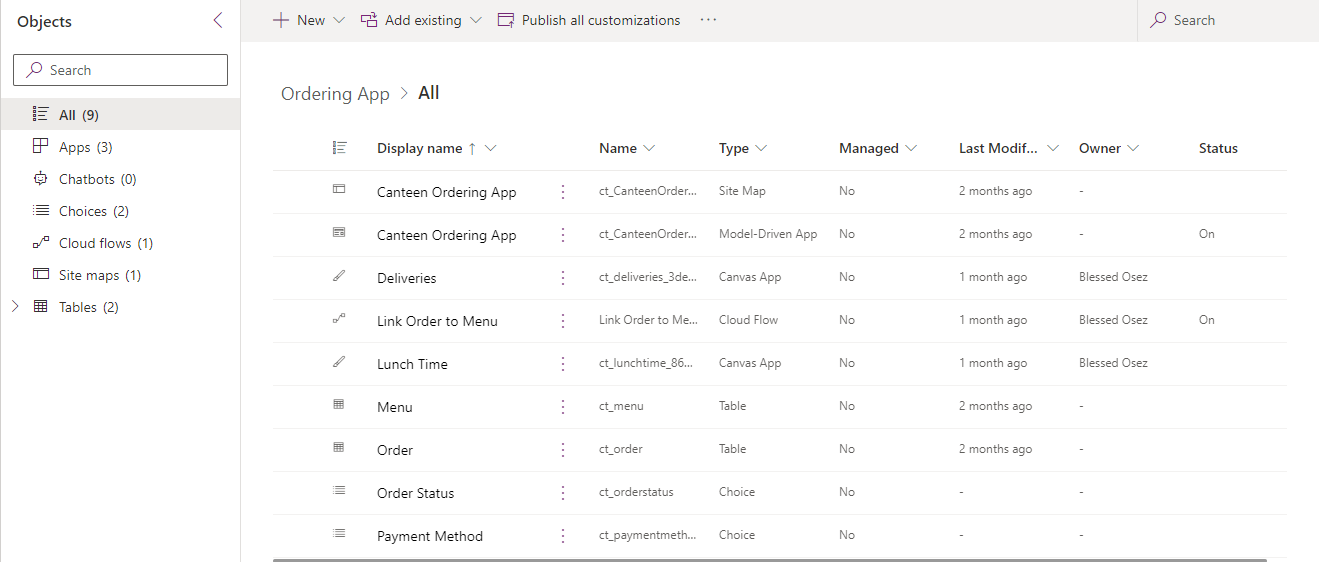 Objects
Search
All (9)
Apps (3)
Chatbots (0)
Choices (2)
Cloud flows (1)
Site maps (1)
Tables (2)
New Add existing Publish all customizations ··· Search
Ordering App > All
Display name ↑ Name Type Managed Last Modif... Owner Status
Canteen Ordering App ct_CanteenOrder... Site Map No 2 months ago -
Canteen Ordering App ct_CanteenOrder... Model-Driven App No 2 months ago - On
Deliveries ct_deliveries_3de... Canvas App No 1 month ago Blessed Osez
Link Order to Menu Link Order to Me... Cloud Flow No 1 month ago Blessed Osez On
Lunch Time ct_lunchtime_86... Canvas App No 1 month ago Blessed Osez
Menu ct_menu Table No 2 months ago -
Order ct_order Table No 2 months ago -
Order Status ct_orderstatus Choice No - -
Payment Method ct_paymentmeth... Choice No - -